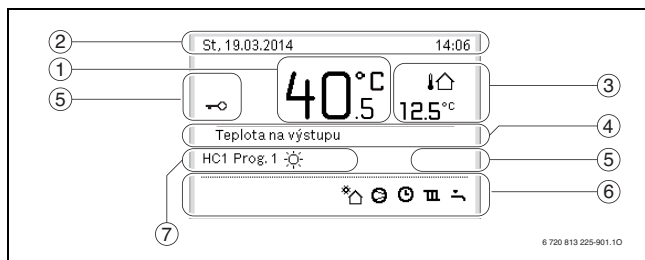 ② St, 19.03.2014 14:06
① 40.5 °C
③ 12.5 °C
⑤
④ Teplota na výstupu
⑦ HC1 Prog. 1
⑤
⑥
6 720 813 225-901.1O